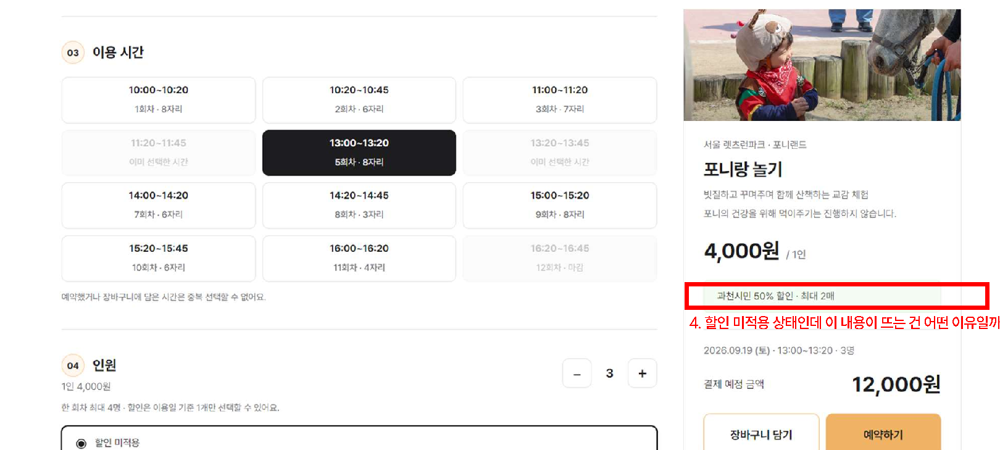 03 이용 시간
10:00~10:20
1회차 · 8자리
10:20~10:45
2회차 · 6자리
11:00~11:20
3회차 · 7자리
11:20~11:45
이미 선택한 시간
13:00~13:20
5회차 · 8자리
13:20~13:45
이미 선택한 시간
14:00~14:20
7회차 · 6자리
14:20~14:45
8회차 · 3자리
15:00~15:20
9회차 · 8자리
15:20~15:45
10회차 · 6자리
16:00~16:20
11회차 · 4자리
16:20~16:45
12회차 · 마감
예약했거나 장바구니에 담은 시간은 중복 선택할 수 없어요.
04 인원
− 3 +
1인 4,000원
한 회차 최대 4명 · 할인은 이용일 기준 1개만 선택할 수 있어요.
할인 미적용
서울 렛츠런파크 · 포니랜드
포니랑 놀기
빗질하고 꾸며주며 함께 산책하는 교감 체험
포니의 건강을 위해 먹이주기는 진행하지 않습니다.
4,000원 / 1인
과천시민 50% 할인 · 최대 2매
4. 할인 미적용 상태인데 이 내용이 뜨는 건 어떤 이유일까
2026.09.19 (토) · 13:00~13:20 · 3명
결제 예정 금액 12,000원
장바구니 담기
예약하기